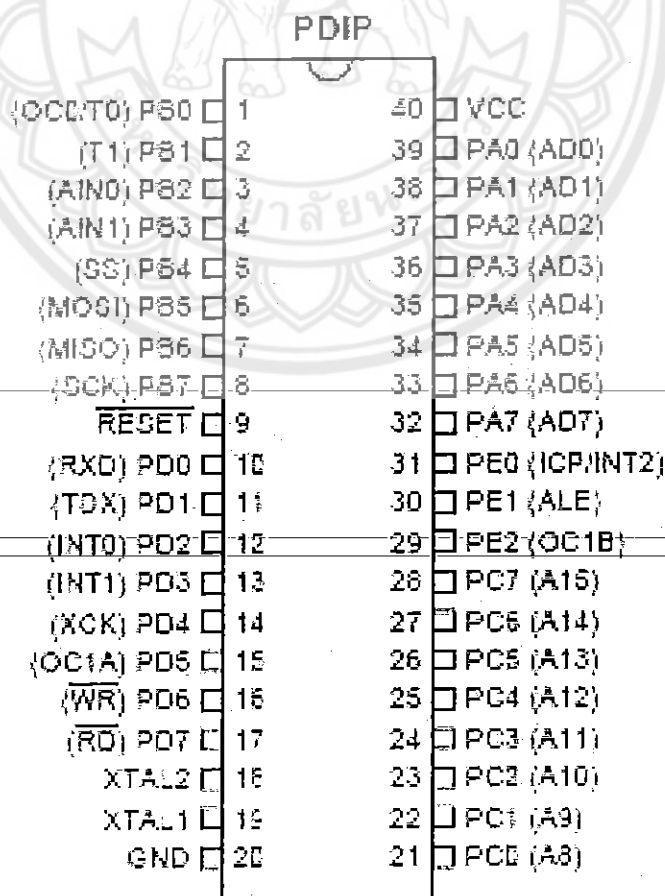 PDIP
(OC0/T0) PB0 1 40 VCC
(T1) PB1 2 39 PA0 (AD0)
(AIN0) PB2 3 38 PA1 (AD1)
(AIN1) PB3 4 37 PA2 (AD2)
(SS) PB4 5 36 PA3 (AD3)
(MOSI) PB5 6 35 PA4 (AD4)
(MISO) PB6 7 34 PA5 (AD5)
(SCK) PB7 8 33 PA6 (AD6)
RESET 9 32 PA7 (AD7)
(RXD) PD0 10 31 PE0 (ICP/INT2)
(TDX) PD1 11 30 PE1 (ALE)
(INT0) PD2 12 29 PE2 (OC1B)
(INT1) PD3 13 28 PC7 (A15)
(XCK) PD4 14 27 PC6 (A14)
(OC1A) PD5 15 26 PC5 (A13)
(WR) PD6 16 25 PC4 (A12)
(RD) PD7 17 24 PC3 (A11)
XTAL2 18 23 PC2 (A10)
XTAL1 19 22 PC1 (A9)
GND 20 21 PC0 (A8)